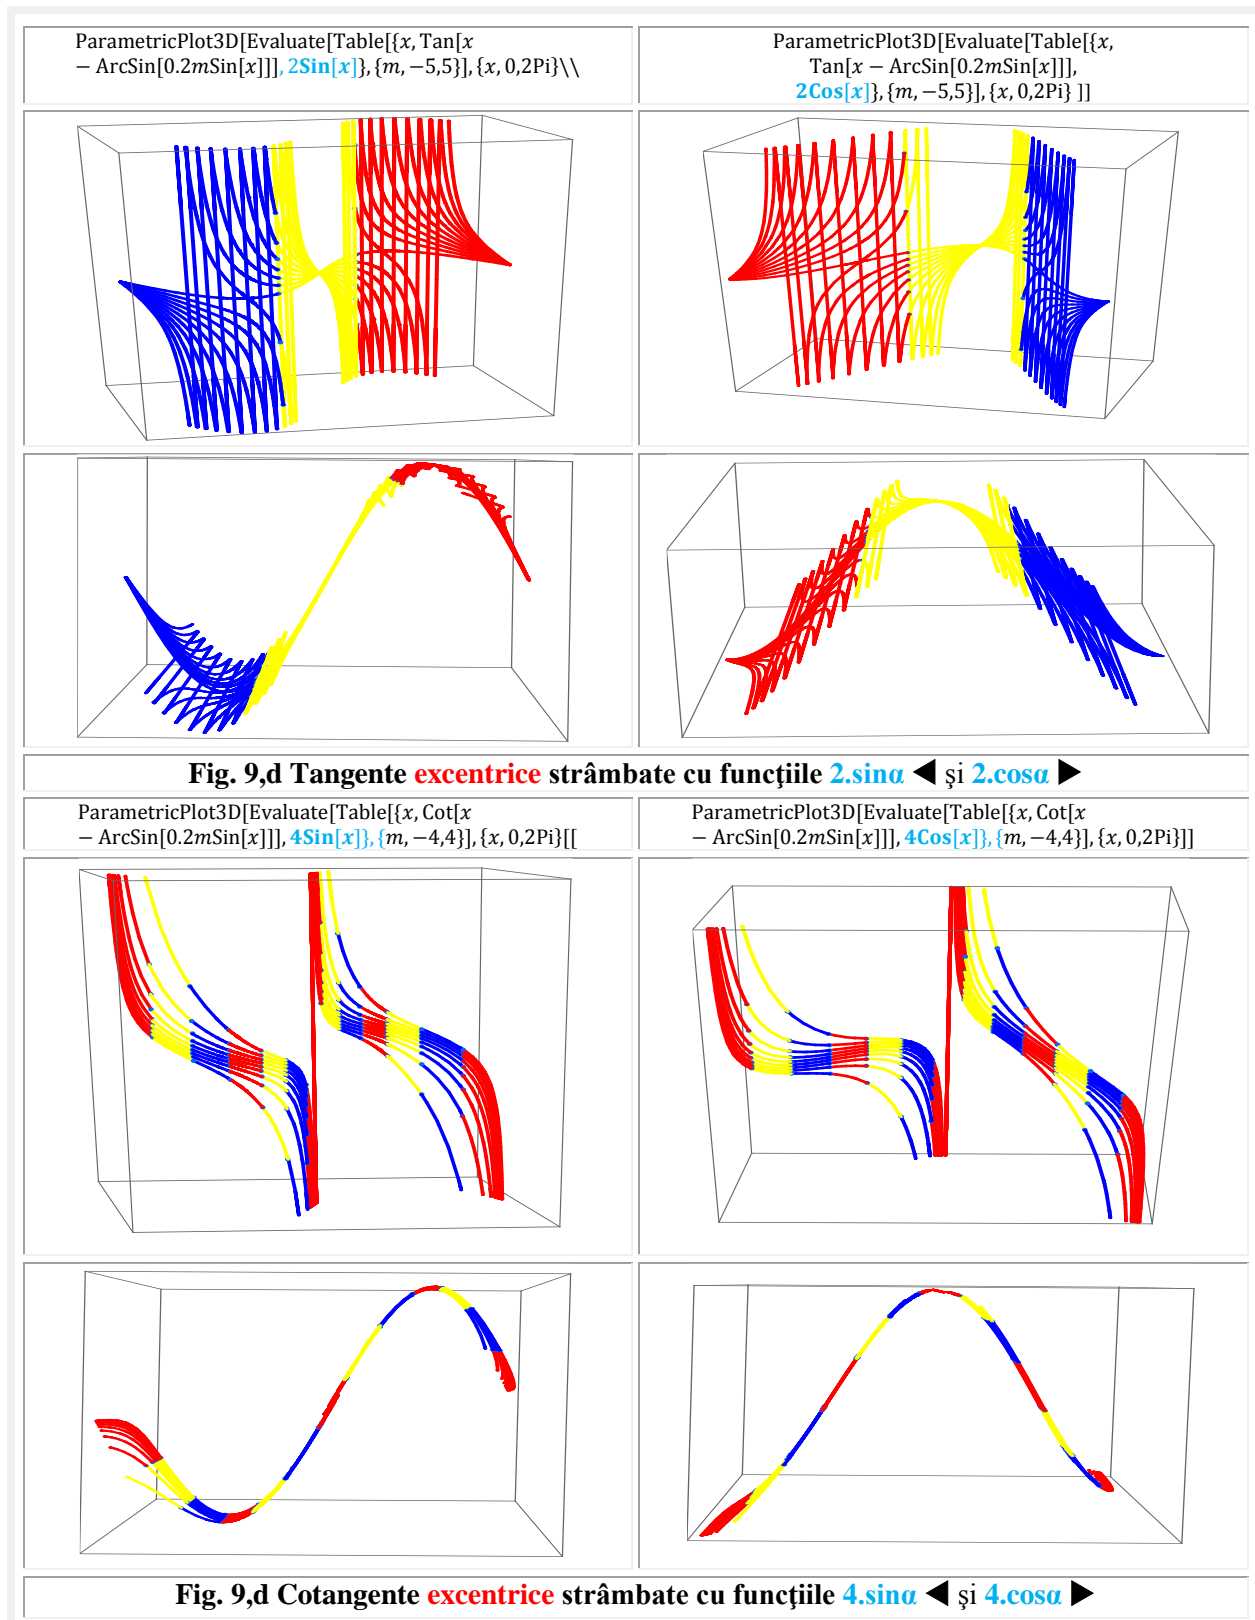 ParametricPlot3D[Evaluate[Table[{x, Tan[x
− ArcSin[0.2mSin[x]]], 2Sin[x]}, {m, −5,5}], {x, 0,2Pi}\\
ParametricPlot3D[Evaluate[Table[{x,
Tan[x − ArcSin[0.2mSin[x]]],
2Cos[x]}, {m, −5,5}], {x, 0,2Pi} ]]
Fig. 9,d Tangente excentrice strâmbate cu funcţiile 2.sinα ◀ şi 2.cosα ▶
ParametricPlot3D[Evaluate[Table[{x, Cot[x
− ArcSin[0.2mSin[x]]], 4Sin[x]}, {m, −4,4}], {x, 0,2Pi}[[
ParametricPlot3D[Evaluate[Table[{x, Cot[x
− ArcSin[0.2mSin[x]]], 4Cos[x]}, {m, −4,4}], {x, 0,2Pi}]]
Fig. 9,d Cotangente excentrice strâmbate cu funcţiile 4.sinα ◀ şi 4.cosα ▶